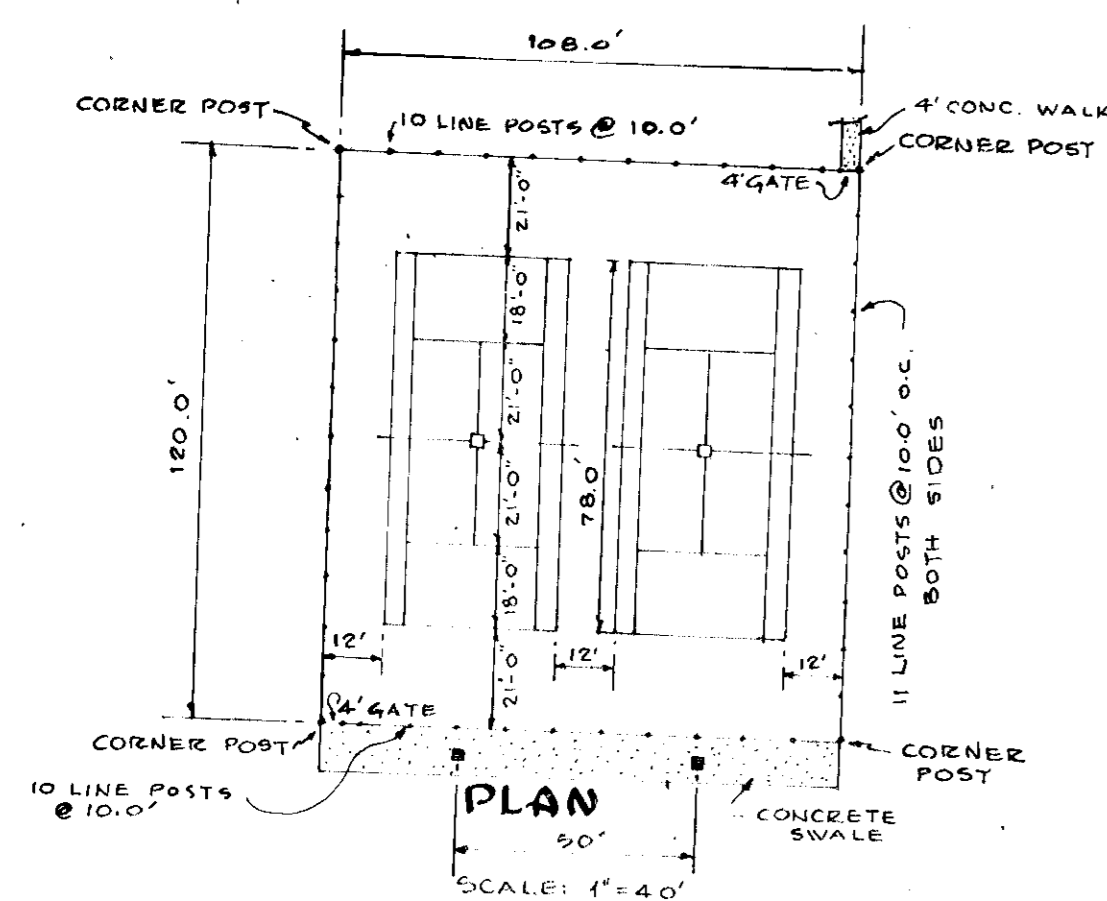 108.0'
CORNER POST
10 LINE POSTS @ 10.0'
4' CONC. WALK
CORNER POST
4' GATE
21'-0"
18'-0"
21'-0"
120.0'
21'-0"
78.0'
18'-0"
11 LINE POSTS @ 10.0' O.C.
BOTH SIDES
12'
12'
12'
21'-0"
4' GATE
CORNER POST
CORNER
POST
10 LINE POSTS
@ 10.0'
PLAN
CONCRETE
SWALE
50'
SCALE: 1"=40'